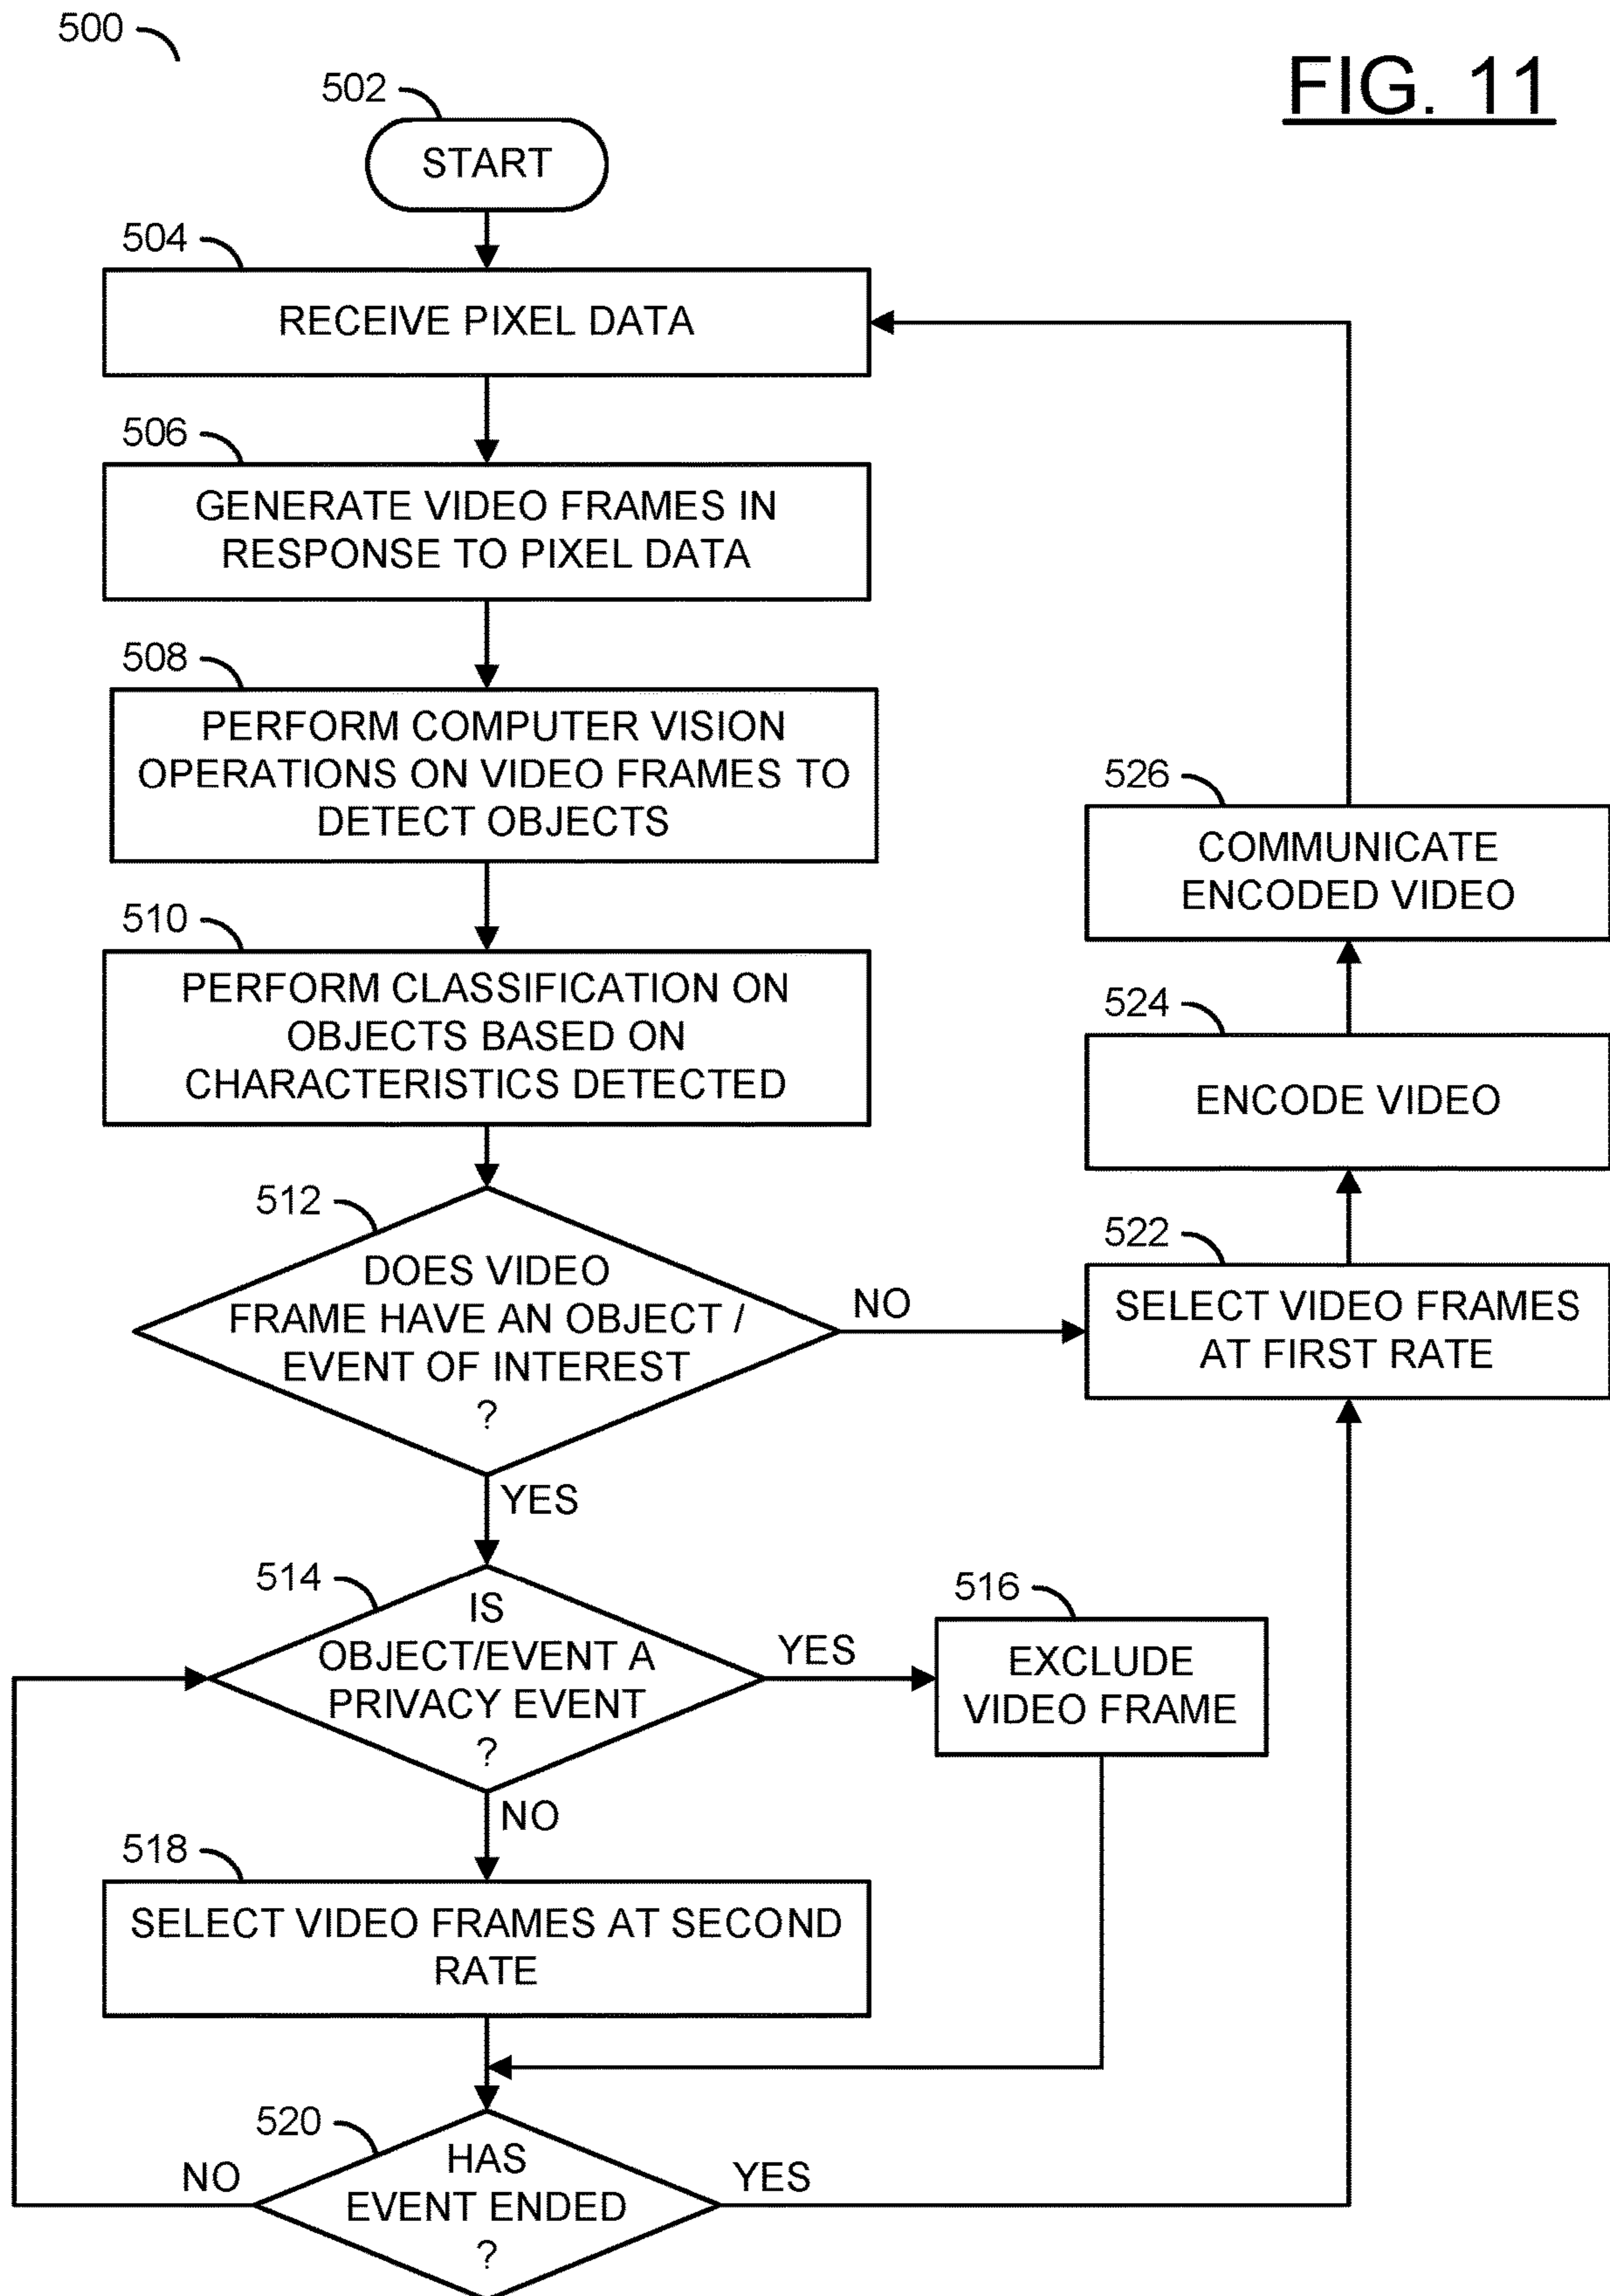 500
FIG. 11
502
START
504
RECEIVE PIXEL DATA
506
GENERATE VIDEO FRAMES IN
RESPONSE TO PIXEL DATA
508
PERFORM COMPUTER VISION
OPERATIONS ON VIDEO FRAMES TO
DETECT OBJECTS
510
PERFORM CLASSIFICATION ON
OBJECTS BASED ON
CHARACTERISTICS DETECTED
512
DOES VIDEO
FRAME HAVE AN OBJECT /
EVENT OF INTEREST
?
NO
YES
514
IS
OBJECT/EVENT A
PRIVACY EVENT
?
YES
NO
516
EXCLUDE
VIDEO FRAME
518
SELECT VIDEO FRAMES AT SECOND
RATE
520
HAS
EVENT ENDED
?
NO
YES
522
SELECT VIDEO FRAMES
AT FIRST RATE
524
ENCODE VIDEO
526
COMMUNICATE
ENCODED VIDEO